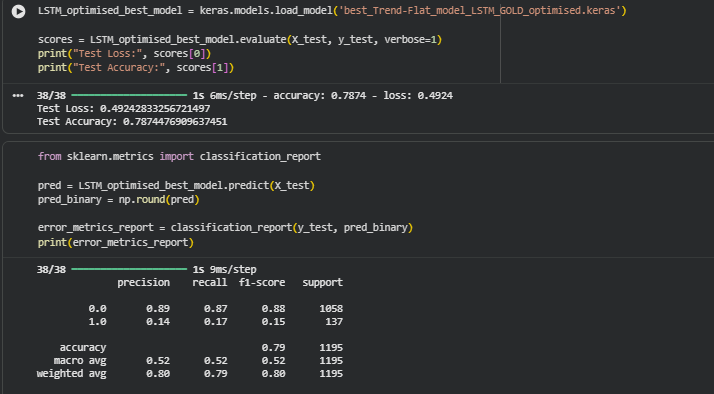 LSTM_optimised_best_model = keras.models.load_model('best_Trend-Flat_model_LSTM_GOLD_optimised.keras')

scores = LSTM_optimised_best_model.evaluate(X_test, y_test, verbose=1)
print("Test Loss:", scores[0])
print("Test Accuracy:", scores[1])

38/38 ━━━━━━━━━━━━━━━━━━━━ 1s 6ms/step - accuracy: 0.7874 - loss: 0.4924
Test Loss: 0.49242833256721497
Test Accuracy: 0.7874476909637451

from sklearn.metrics import classification_report

pred = LSTM_optimised_best_model.predict(X_test)
pred_binary = np.round(pred)

error_metrics_report = classification_report(y_test, pred_binary)
print(error_metrics_report)

38/38 ━━━━━━━━━━━━━━━━━━━━ 1s 9ms/step
              precision    recall  f1-score   support

         0.0       0.89      0.87      0.88      1058
         1.0       0.14      0.17      0.15       137

    accuracy                           0.79      1195
   macro avg       0.52      0.52      0.52      1195
weighted avg       0.80      0.79      0.80      1195